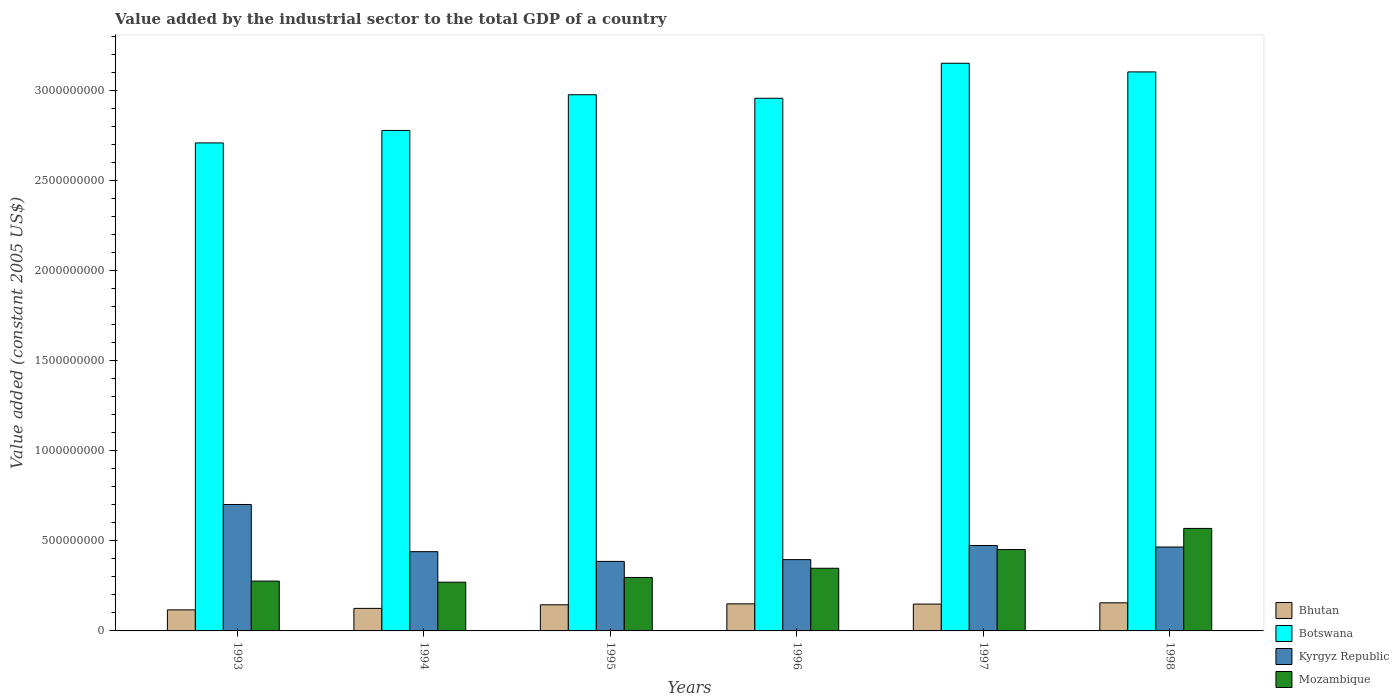 Value added by the industrial sector to the total GDP of a country
Value added (constant 2005 US$)
3000000000
2500000000
2000000000
1500000000
1000000000
500000000
0
1993
1994
1995
1996
1997
1998
Years
Bhutan
Botswana
Kyrgyz Republic
Mozambique